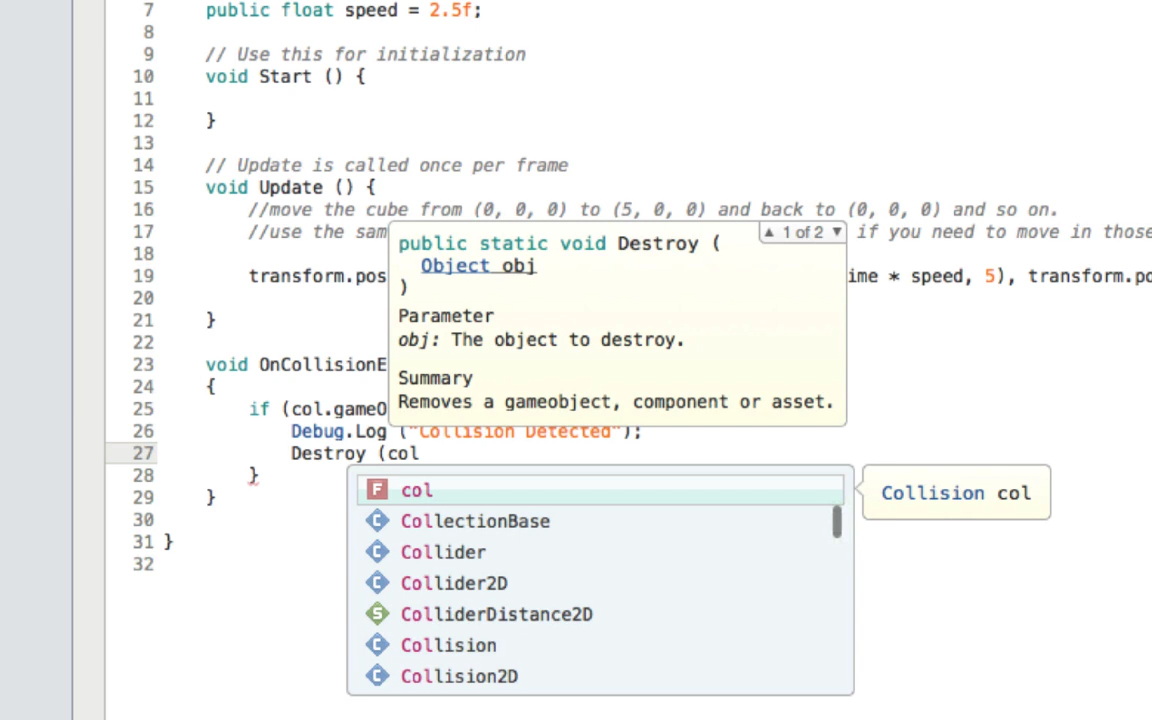 7 public float speed = 2.5f;
8
9 // Use this for initialization
10 void Start () {
11
12 }
13
14 // Update is called once per frame
15 void Update () {
16 //move the cube from (0, 0, 0) to (5, 0, 0) and back to (0, 0, 0) and so on.
17 //use the sam if you need to move in those
18
19 transform.pos ime * speed, 5), transform.po
20
21 }
22
23 void OnCollisionE
24 {
25 if (col.gameO
26 Debug.Log ("Collision Detected");
27 Destroy (col
28 }
29 }
30
31 }
32
▲ 1 of 2 ▼
public static void Destroy (
Object obj
)
Parameter
obj: The object to destroy.
Summary
Removes a gameobject, component or asset.
F col
C CollectionBase
C Collider
C Collider2D
S ColliderDistance2D
C Collision
C Collision2D
Collision col